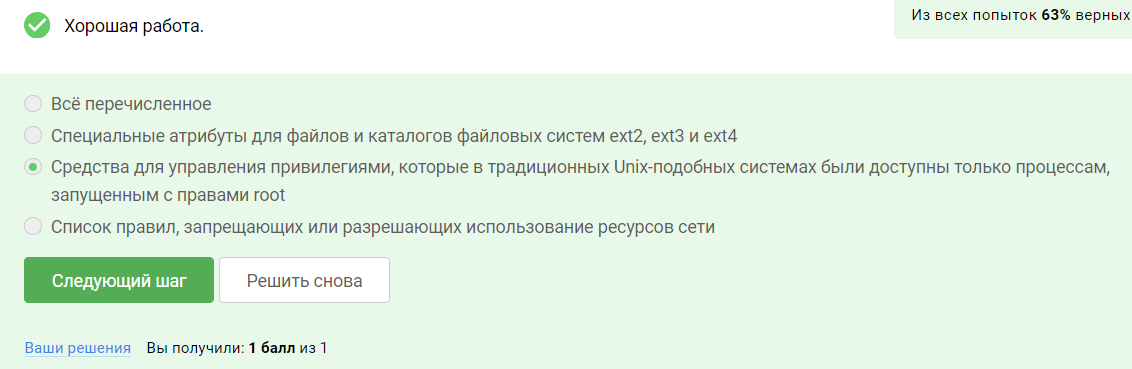 Хорошая работа.
Из всех попыток 63% верных
Всё перечисленное
Специальные атрибуты для файлов и каталогов файловых систем ext2, ext3 и ext4
Средства для управления привилегиями, которые в традиционных Unix-подобных системах были доступны только процессам,
запущенным с правами root
Список правил, запрещающих или разрешающих использование ресурсов сети
Следующий шаг
Решить снова
Ваши решения Вы получили: 1 балл из 1